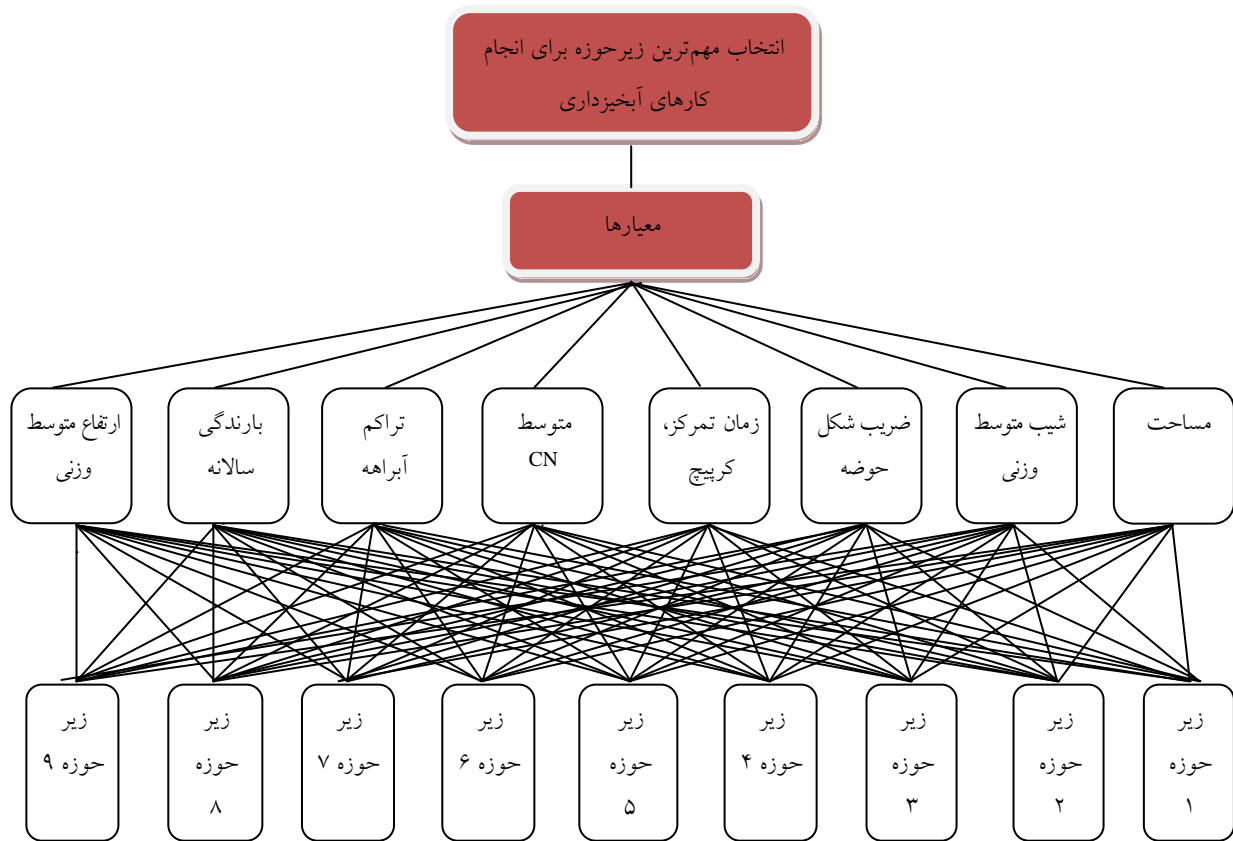 انتخاب مهم‌ترین زیرحوزه برای انجام
کارهای آبخیزداری
معیارها
مساحت
شیب متوسط
وزنی
ضریب شکل
حوضه
زمان تمرکز،
کرپیچ
متوسط
CN
تراکم
آبراهه
بارندگی
سالانه
ارتفاع متوسط
وزنی
زیر
حوزه
۱
زیر
حوزه
۲
زیر
حوزه
۳
زیر
حوزه ۴
زیر
حوزه
۵
زیر
حوزه ۶
زیر
حوزه ۷
زیر
حوزه
۸
زیر
حوزه ۹